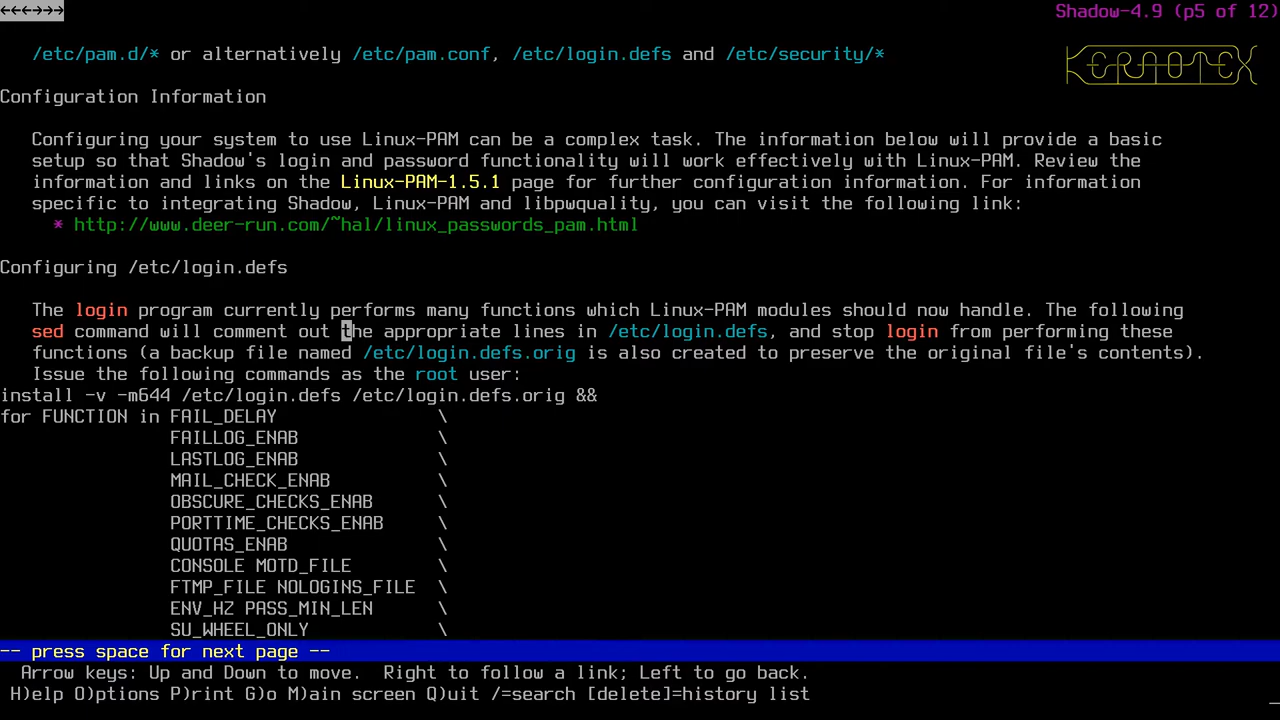 ←←←→→→ Shadow-4.9 (p5 of 12)
/etc/pam.d/* or alternatively /etc/pam.conf, /etc/login.defs and /etc/security/*
KERNOTEX
Configuration Information
Configuring your system to use Linux-PAM can be a complex task. The information below will provide a basic
setup so that Shadow's login and password functionality will work effectively with Linux-PAM. Review the
information and links on the Linux-PAM-1.5.1 page for further configuration information. For information
specific to integrating Shadow, Linux-PAM and libpwquality, you can visit the following link:
* http://www.deer-run.com/~hal/linux_passwords_pam.html
Configuring /etc/login.defs
The login program currently performs many functions which Linux-PAM modules should now handle. The following
sed command will comment out the appropriate lines in /etc/login.defs, and stop login from performing these
functions (a backup file named /etc/login.defs.orig is also created to preserve the original file's contents).
Issue the following commands as the root user:
install -v -m644 /etc/login.defs /etc/login.defs.orig &&
for FUNCTION in FAIL_DELAY \
FAILLOG_ENAB \
LASTLOG_ENAB \
MAIL_CHECK_ENAB \
OBSCURE_CHECKS_ENAB \
PORTTIME_CHECKS_ENAB \
QUOTAS_ENAB \
CONSOLE MOTD_FILE \
FTMP_FILE NOLOGINS_FILE \
ENV_HZ PASS_MIN_LEN \
SU_WHEEL_ONLY \
-- press space for next page --
Arrow keys: Up and Down to move. Right to follow a link; Left to go back.
H)elp O)ptions P)rint G)o M)ain screen Q)uit /=search [delete]=history list